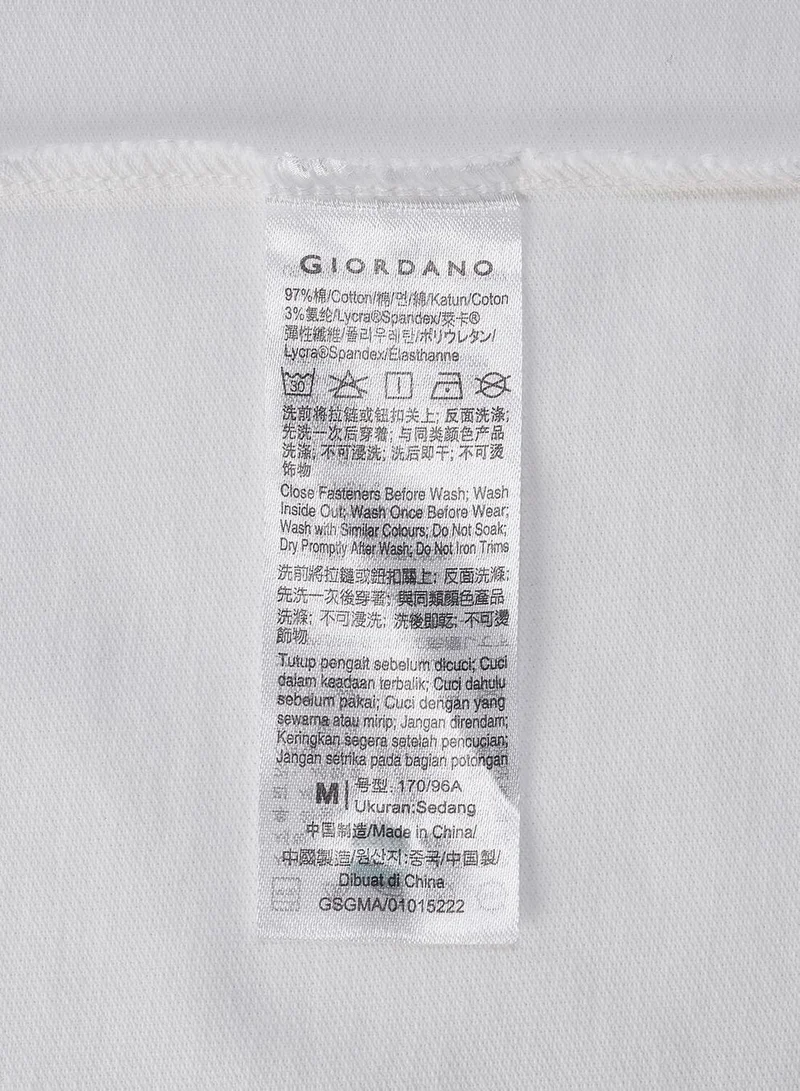 GIORDANO
97%棉/Cotton/棉/면/綿/Katun/Coton
3%氨纶/Lycra®Spandex/萊卡®
彈性纖維/폴리우레탄/ポリウレタン/
Lycra®Spandex/Elasthanne
30
洗前将拉链或钮扣关上; 反面洗涤;
先洗一次后穿着; 与同类颜色产品
洗涤; 不可浸洗; 洗后即干; 不可烫
饰物
Close Fasteners Before Wash; Wash
Inside Out; Wash Once Before Wear;
Wash with Similar Colours; Do Not Soak;
Dry Promptly After Wash; Do Not Iron Trims
洗前將拉鏈或鈕扣關上; 反面洗滌;
先洗一次後穿著; 與同類顏色產品
洗滌; 不可浸洗; 洗後即乾; 不可燙
飾物
Tutup pengait sebelum dicuci; Cuci
dalam keadaan terbalik; Cuci dahulu
sebelum pakai; Cuci dengan yang
sewarna atau mirip; Jangan direndam;
Keringkan segera setelah pencucian;
Jangan setrika pada bagian potongan
M 号型. 170/96A
Ukuran:Sedang
中国制造/Made in China/
中國製造/원산지:중국/中国製/
Dibuat di China
GSGMA/01015222